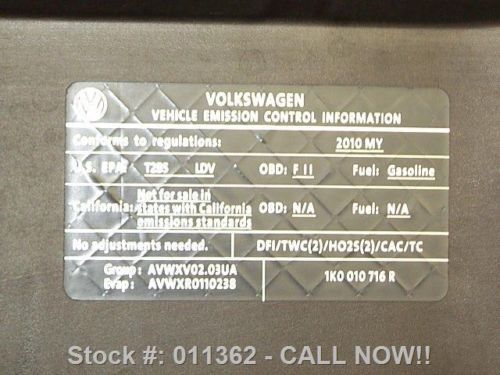 VOLKSWAGEN
VEHICLE EMISSION CONTROL INFORMATION
Conforms to regulations: 2010 MY
U.S. EPA: T2B5 LDV OBD: F II Fuel: Gasoline
Not for sale in
California: states with California OBD: N/A Fuel: N/A
emissions standards
No adjustments needed. DFI/TWC(2)/HO2S(2)/CAC/TC
Group: AVWXV02.03UA 1K0 010 716 R
Evap: AVWXR0110238
Stock #: 011362 - CALL NOW!!